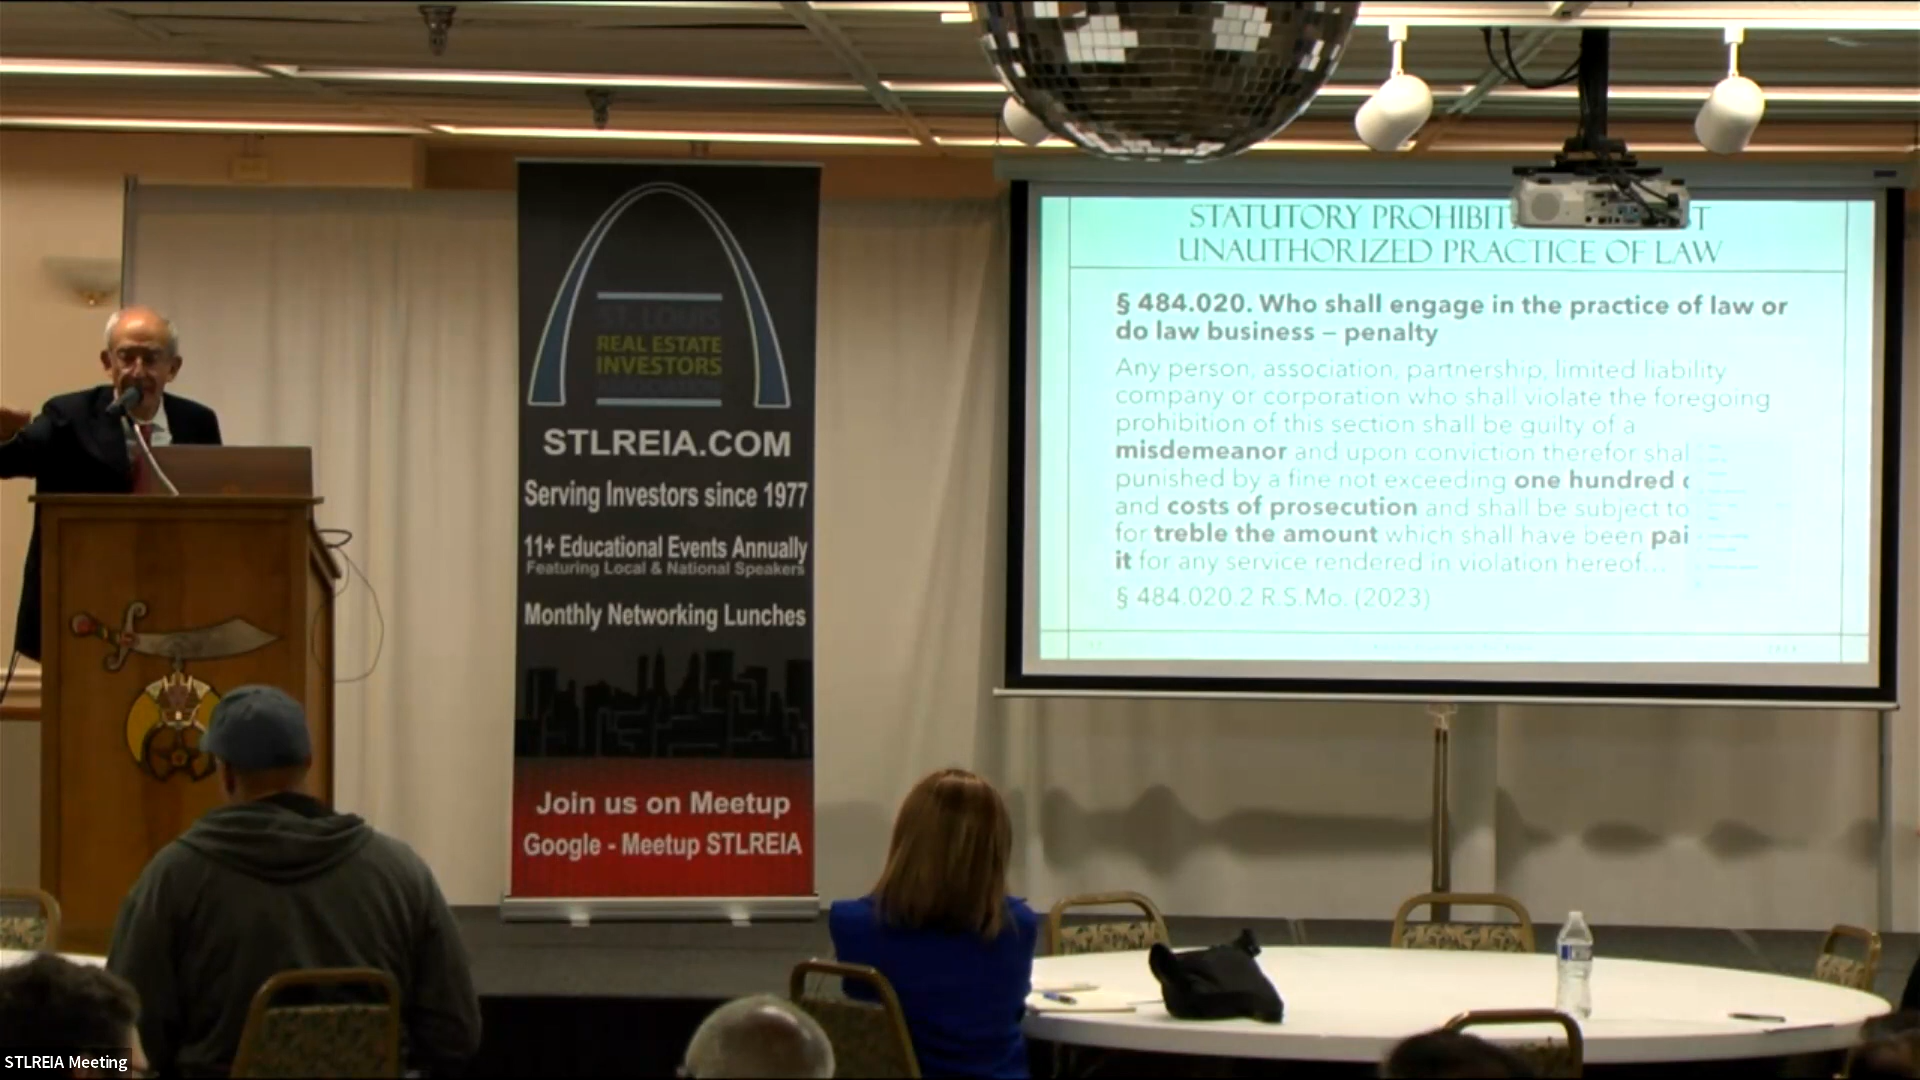 ST. LOUIS
REAL ESTATE
INVESTORS
ASSOCIATION
STLREIA.COM
Serving Investors since 1977
11+ Educational Events Annually
Featuring Local & National Speakers
Monthly Networking Lunches
Join us on Meetup
Google - Meetup STLREIA
STATUTORY PROHIBIT T
UNAUTHORIZED PRACTICE OF LAW
§ 484.020. Who shall engage in the practice of law or
do law business – penalty
Any person, association, partnership, limited liability
company or corporation who shall violate the foregoing
prohibition of this section shall be guilty of a
misdemeanor and upon conviction therefor shal
punished by a fine not exceeding one hundred
and costs of prosecution and shall be subject to
for treble the amount which shall have been pai
it for any service rendered in violation hereof...
§ 484.020.2 R.S.Mo. (2023)
STLREIA Meeting